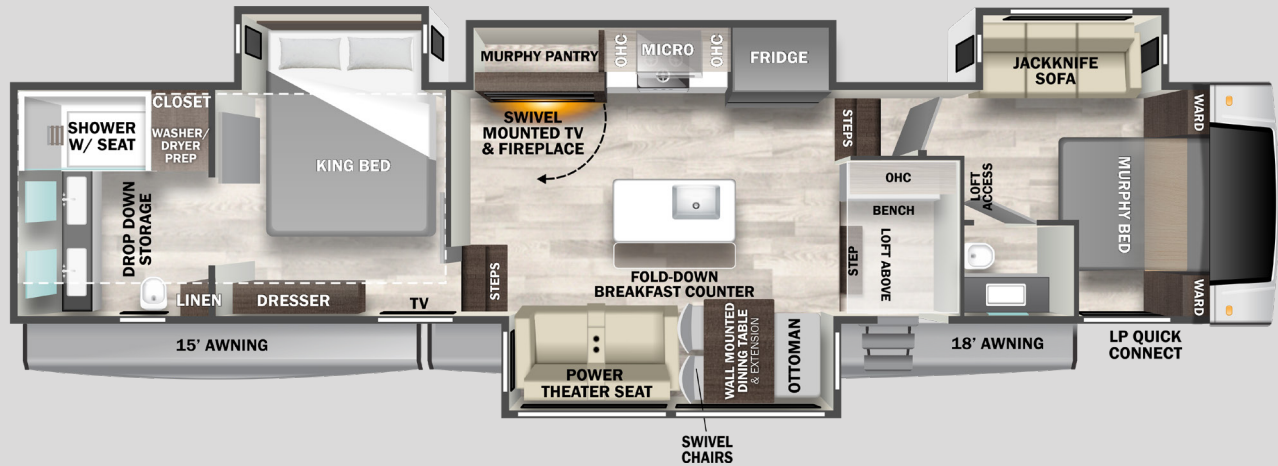 CLOSET
WASHER/
DRYER
PREP
SHOWER
W/ SEAT
DROP DOWN
STORAGE
LINEN
KING BED
DRESSER
TV
STEPS
15' AWNING
MURPHY PANTRY
OHC
MICRO
OHC
FRIDGE
SWIVEL
MOUNTED TV
& FIREPLACE
FOLD-DOWN
BREAKFAST COUNTER
POWER
THEATER SEAT
WALL MOUNTED
DINING TABLE
& EXTENSION
OTTOMAN
SWIVEL
CHAIRS
STEPS
OHC
BENCH
STEP
LOFT ABOVE
LOFT
ACCESS
JACKKNIFE
SOFA
WARD
MURPHY BED
WARD
18' AWNING
LP QUICK
CONNECT